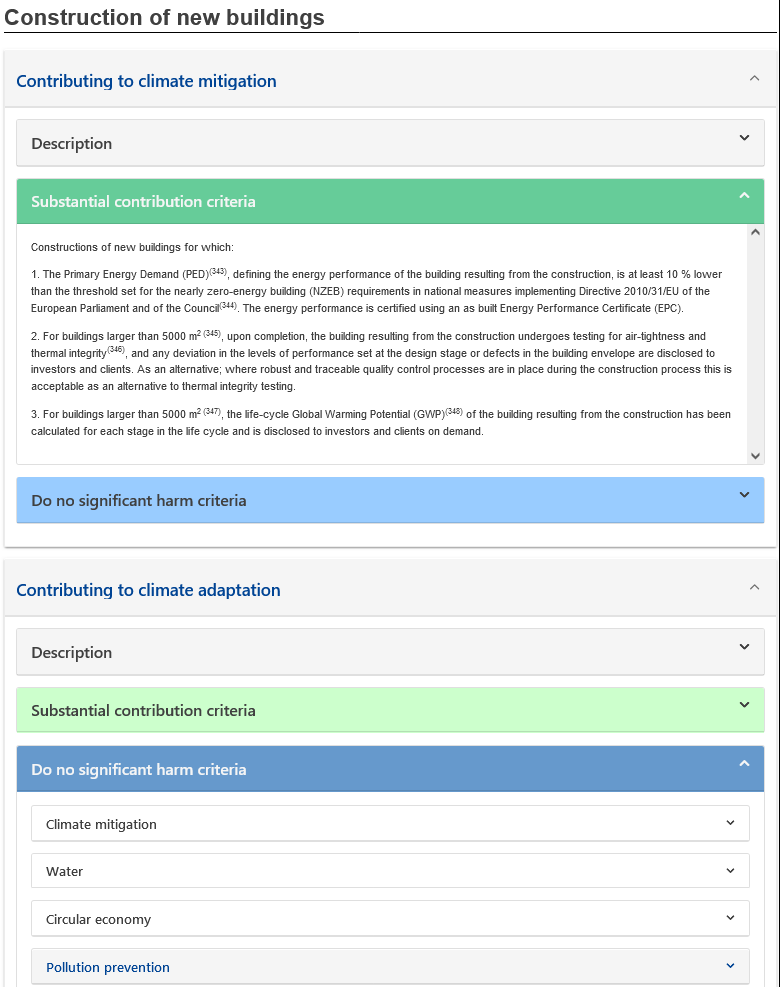 Construction of new buildings
Contributing to climate mitigation
Description
Substantial contribution criteria
Constructions of new buildings for which:
1. The Primary Energy Demand (PED)(343), defining the energy performance of the building resulting from the construction, is at least 10 % lower
than the threshold set for the nearly zero-energy building (NZEB) requirements in national measures implementing Directive 2010/31/EU of the
European Parliament and of the Council(344). The energy performance is certified using an as built Energy Performance Certificate (EPC).
2. For buildings larger than 5000 m2 (345), upon completion, the building resulting from the construction undergoes testing for air-tightness and
thermal integrity(346), and any deviation in the levels of performance set at the design stage or defects in the building envelope are disclosed to
investors and clients. As an alternative; where robust and traceable quality control processes are in place during the construction process this is
acceptable as an alternative to thermal integrity testing.
3. For buildings larger than 5000 m2 (347), the life-cycle Global Warming Potential (GWP)(348) of the building resulting from the construction has been
calculated for each stage in the life cycle and is disclosed to investors and clients on demand.
Do no significant harm criteria
Contributing to climate adaptation
Description
Substantial contribution criteria
Do no significant harm criteria
Climate mitigation
Water
Circular economy
Pollution prevention